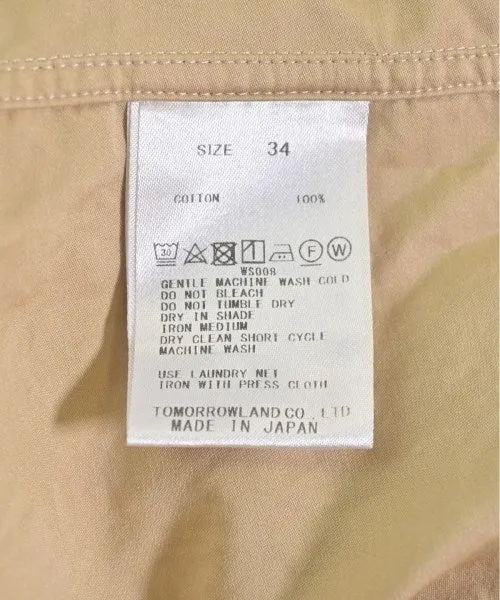 SIZE 34
COTTON 100%
30 F W
WS008
GENTLE MACHINE WASH COLD
DO NOT BLEACH
DO NOT TUMBLE DRY
DRY IN SHADE
IRON MEDIUM
DRY CLEAN SHORT CYCLE
MACHINE WASH
USE LAUNDRY NET
IRON WITH PRESS CLOTH
TOMORROWLAND CO., LTD
MADE IN JAPAN